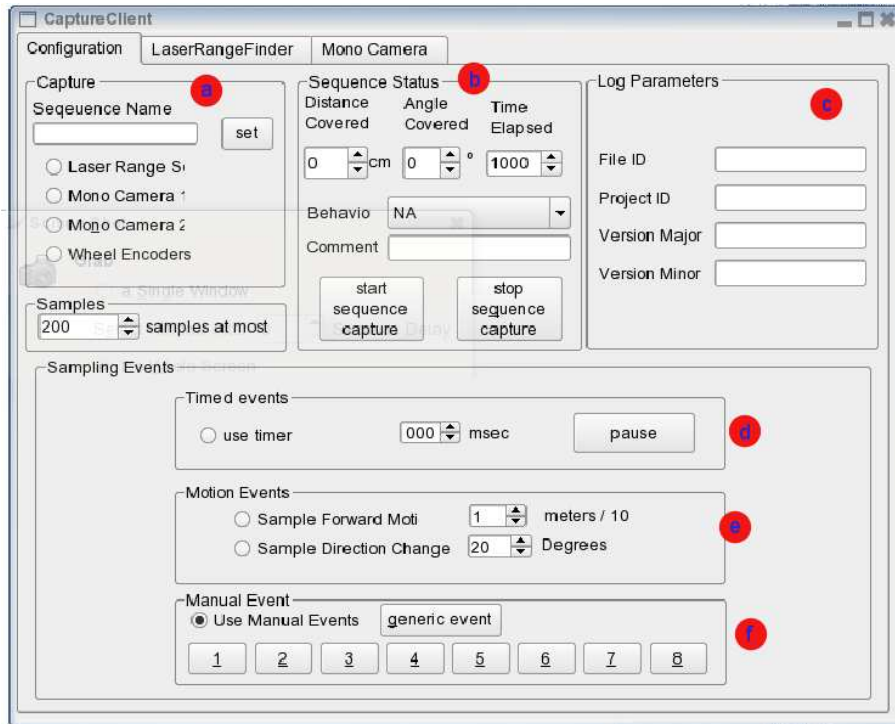 CaptureClient
Configuration
LaserRangeFinder
Mono Camera
Capture
a
Seqeuence Name
set
Laser Range S
Mono Camera 1
Mono Camera 2
Wheel Encoders
Samples
200
samples at most
Sequence Status
b
Distance Covered
Angle Covered
Time Elapsed
0
cm
0
°
1000
Behavio
NA
Comment
start sequence capture
stop sequence capture
Log Parameters
c
File ID
Project ID
Version Major
Version Minor
a Single Window
Delay
Screen
Sampling Events
Timed events
use timer
000
msec
pause
d
Motion Events
Sample Forward Moti
1
meters / 10
Sample Direction Change
20
Degrees
e
Manual Event
Use Manual Events
generic event
f
1
2
3
4
5
6
7
8